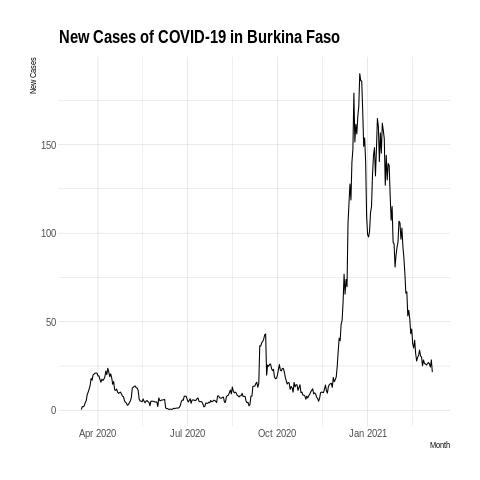 New Cases of COVID-19 in Burkina Faso
New Cases
150
100
50
0
Apr 2020 Jul 2020 Oct 2020 Jan 2021
Month